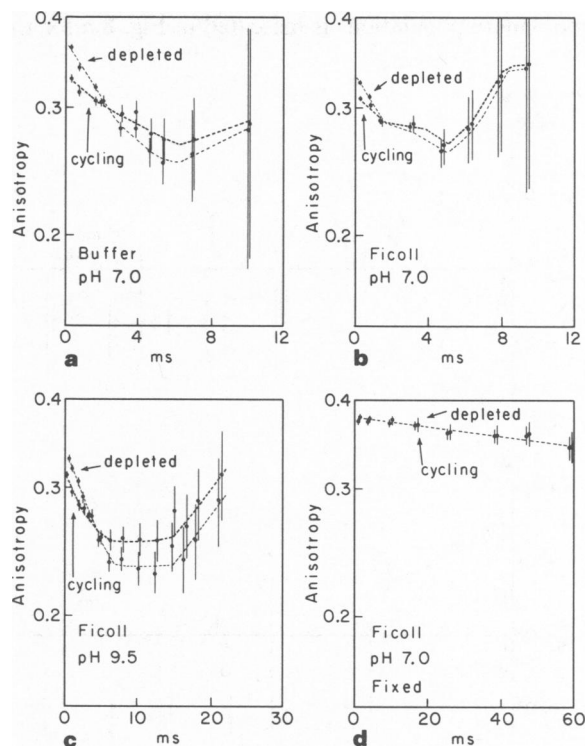 0.4
0.3
0.2
Anisotropy
depleted
cycling
Buffer
pH 7.0
0 4 8 12
ms
a
0.4
0.3
0.2
Anisotropy
depleted
cycling
Ficoll
pH 7.0
0 4 8 12
ms
b
0.4
0.3
0.2
Anisotropy
depleted
cycling
Ficoll
pH 9.5
0 10 20 30
ms
c
0.4
0.3
0.2
Anisotropy
depleted
cycling
Ficoll
pH 7.0
Fixed
0 20 40 60
ms
d